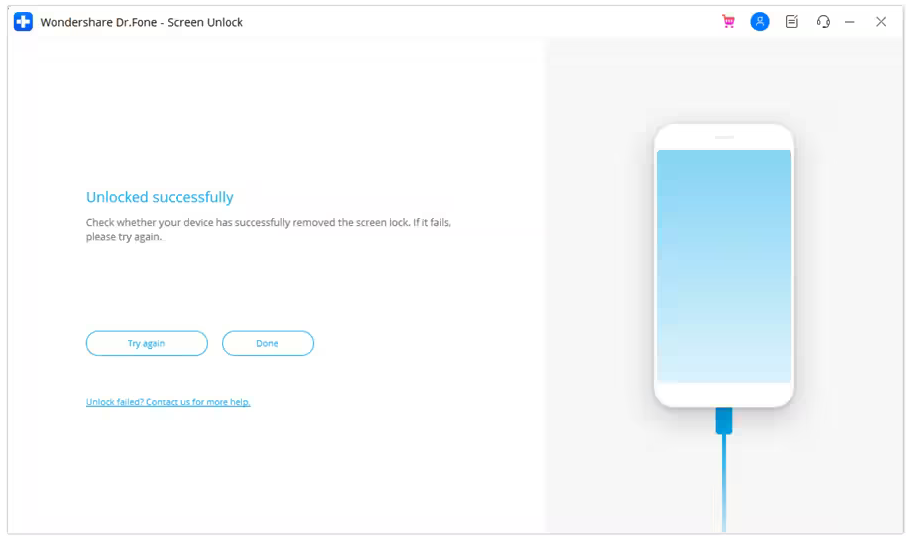 Wondershare Dr.Fone - Screen Unlock
Unlocked successfully
Check whether your device has successfully removed the screen lock. If it fails,
please try again.
Try again
Done
Unlock failed? Contact us for more help.